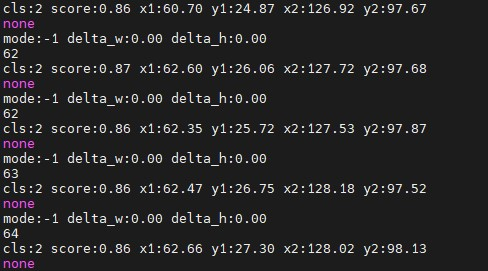 cls:2 score:0.86 x1:60.70 y1:24.87 x2:126.92 y2:97.67
none
mode:-1 delta_w:0.00 delta_h:0.00
62
cls:2 score:0.87 x1:62.60 y1:26.06 x2:127.72 y2:97.68
none
mode:-1 delta_w:0.00 delta_h:0.00
62
cls:2 score:0.86 x1:62.35 y1:25.72 x2:127.53 y2:97.87
none
mode:-1 delta_w:0.00 delta_h:0.00
63
cls:2 score:0.86 x1:62.47 y1:26.75 x2:128.18 y2:97.52
none
mode:-1 delta_w:0.00 delta_h:0.00
64
cls:2 score:0.86 x1:62.66 y1:27.30 x2:128.02 y2:98.13
none